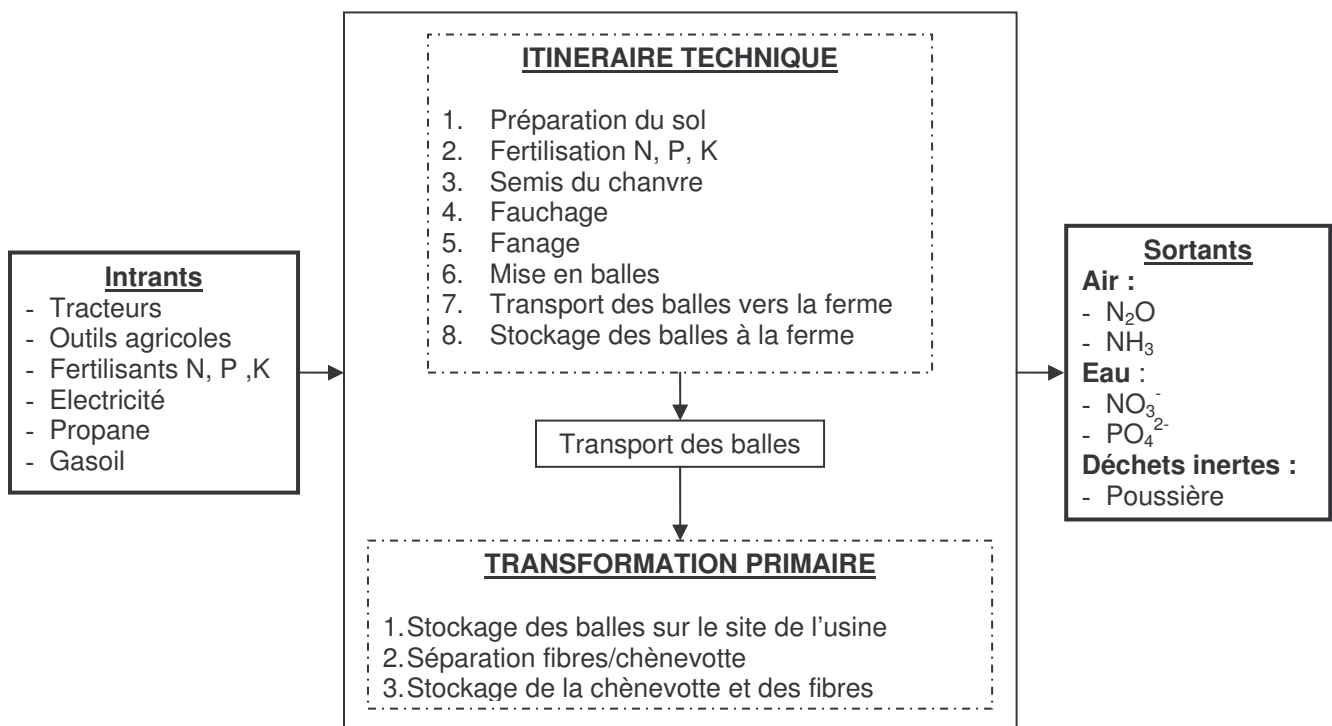 Intrants
- Tracteurs
- Outils agricoles
- Fertilisants N, P ,K
- Electricité
- Propane
- Gasoil
ITINERAIRE TECHNIQUE
1. Préparation du sol
2. Fertilisation N, P, K
3. Semis du chanvre
4. Fauchage
5. Fanage
6. Mise en balles
7. Transport des balles vers la ferme
8. Stockage des balles à la ferme
Transport des balles
TRANSFORMATION PRIMAIRE
1.Stockage des balles sur le site de l'usine
2.Séparation fibres/chènevotte
3.Stockage de la chènevotte et des fibres
Sortants
Air :
- N₂O
- NH₃
Eau :
- NO₃⁻
- PO₄²⁻
Déchets inertes :
- Poussière